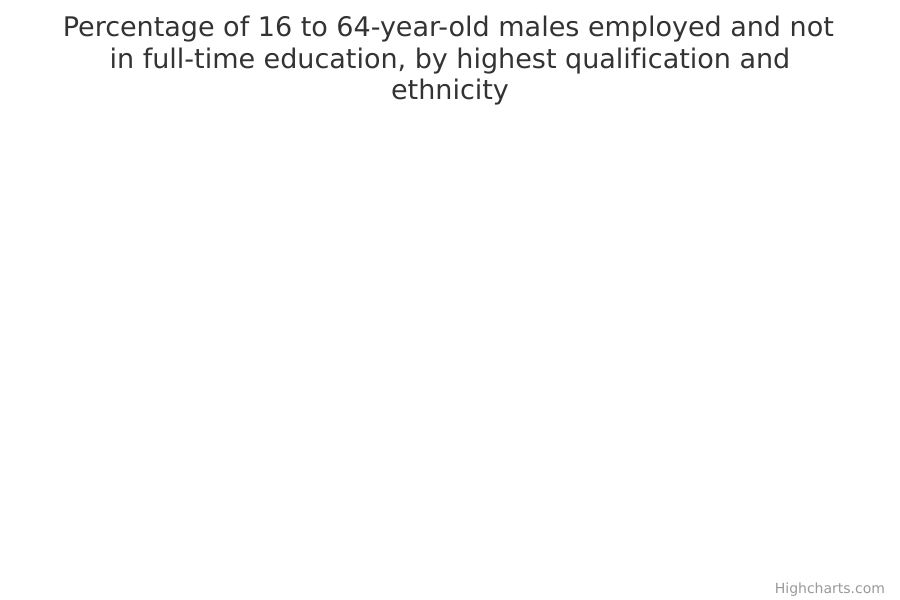 Percentage of 16 to 64-year-old males employed and not
in full-time education, by highest qualification and
ethnicity
Highcharts.com